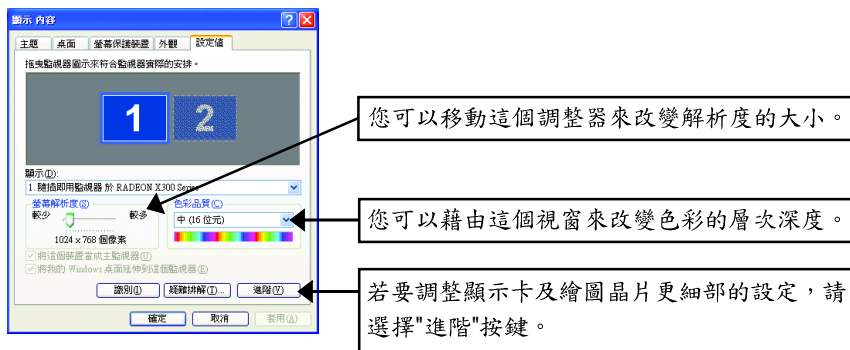 顯示 內容
主題 桌面 螢幕保護裝置 外觀 設定值
拖曳監視器圖示來符合監視器實際的安排。
1 2
顯示(D):
1. 隨插即用監視器 於 RADEON X300 Series
螢幕解析度(S)
較少 較多
1024 x 768 個像素
色彩品質(C)
中 (16 位元)
將這個裝置當成主監視器(U)
將我的 Windows 桌面延伸到這個監視器(E)
識別(I) 疑難排解(T)... 進階(V)
確定 取消 套用(A)
您可以移動這個調整器來改變解析度的大小。
您可以藉由這個視窗來改變色彩的層次深度。
若要調整顯示卡及繪圖晶片更細部的設定，請
選擇"進階"按鍵。